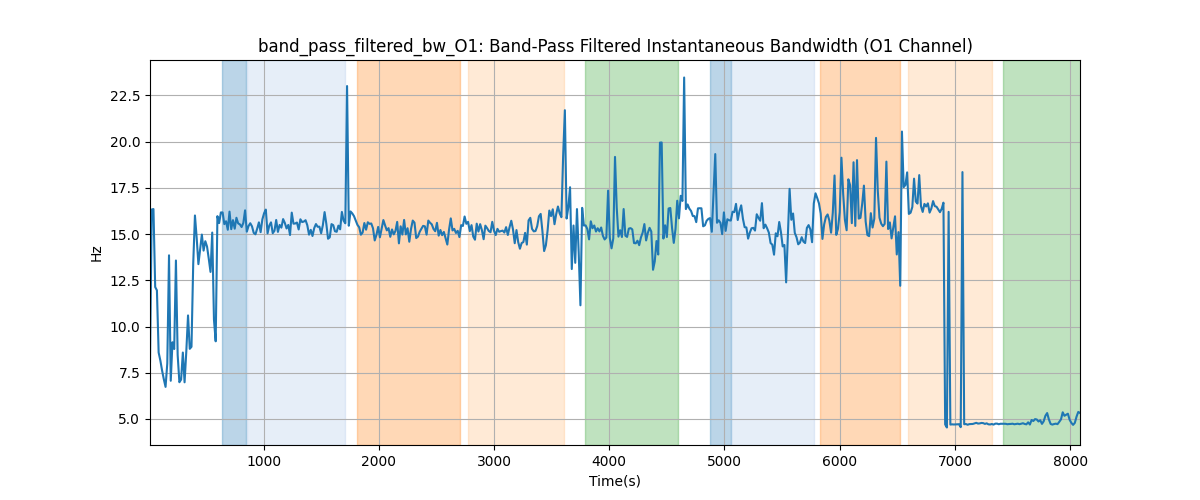 band_pass_filtered_bw_O1: Band-Pass Filtered Instantaneous Bandwidth (O1 Channel)
22.5
20.0
17.5
15.0
12.5
10.0
7.5
5.0
Hz
1000 2000 3000 4000 5000 6000 7000 8000
Time(s)